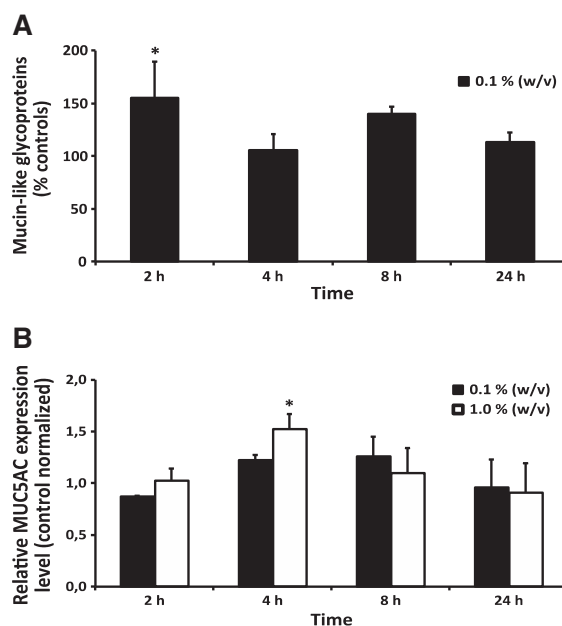 A
Mucin-like glycoproteins
(% controls)
200
150
100
50
0
*
0.1 % (w/v)
2 h
4 h
8 h
24 h
Time
B
Relative MUC5AC expression
level (control normalized)
2,0
1,5
1,0
0,5
0,0
*
0.1 % (w/v)
1.0 % (w/v)
2 h
4 h
8 h
24 h
Time